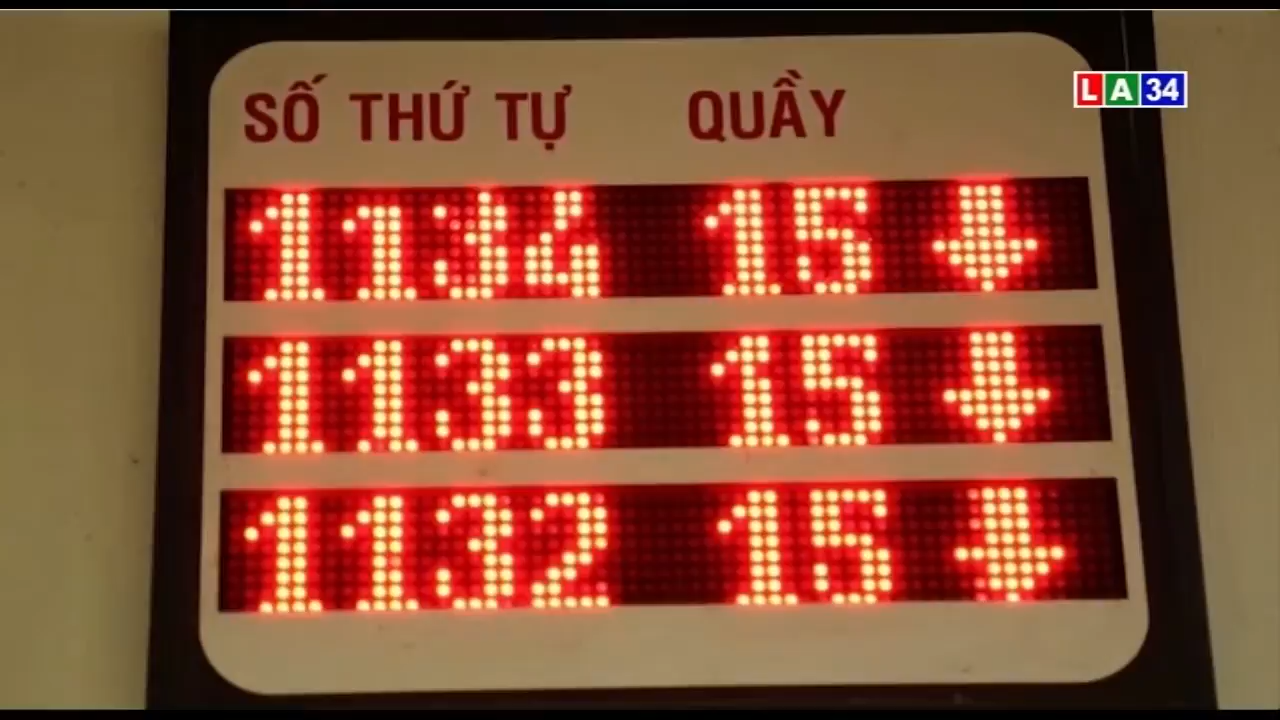 SỐ THỨ TỰ QUẦY
LA34
1134 15
1133 15
1132 15